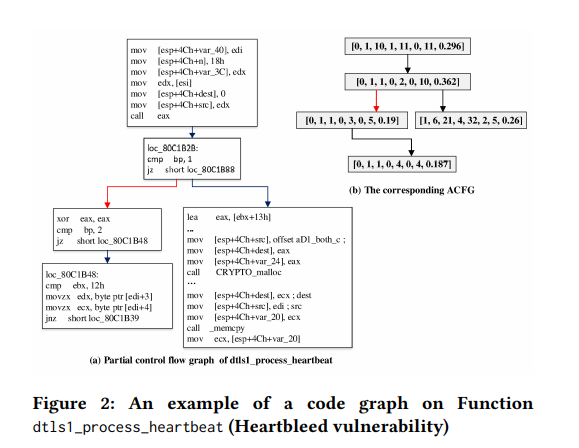 mov [esp+4Ch+var_40], edi
mov [esp+4Ch+n], 18h
mov [esp+4Ch+var_3C], edx
mov edx, [esi]
mov [esp+4Ch+dest], 0
mov [esp+4Ch+src], edx
call eax
loc_80C1B2B:
cmp bp, 1
jz short loc_80C1B88
xor eax, eax
cmp bp, 2
jz short loc_80C1B48
loc_80C1B48:
cmp ebx, 12h
movzx edx, byte ptr [edi+3]
movzx ecx, byte ptr [edi+4]
jnz short loc_80C1B39
lea eax, [ebx+13h]
...
mov [esp+4Ch+src], offset aD1_both_c ;
mov [esp+4Ch+dest], eax
mov [esp+4Ch+var_24], eax
call CRYPTO_malloc
...
mov [esp+4Ch+dest], ecx ; dest
mov [esp+4Ch+src], edi ; src
mov [esp+4Ch+var_20], ecx
call _memcpy
mov ecx, [esp+4Ch+var_20]
(a) Partial control flow graph of dtls1_process_heartbeat
[0, 1, 10, 1, 11, 0, 11, 0.296]
[0, 1, 1, 0, 2, 0, 10, 0.362]
[0, 1, 1, 0, 3, 0, 5, 0.19]
[1, 6, 21, 4, 32, 2, 5, 0.26]
[0, 1, 1, 0, 4, 0, 4, 0.187]
(b) The corresponding ACFG
Figure 2: An example of a code graph on Function
dtls1_process_heartbeat (Heartbleed vulnerability)